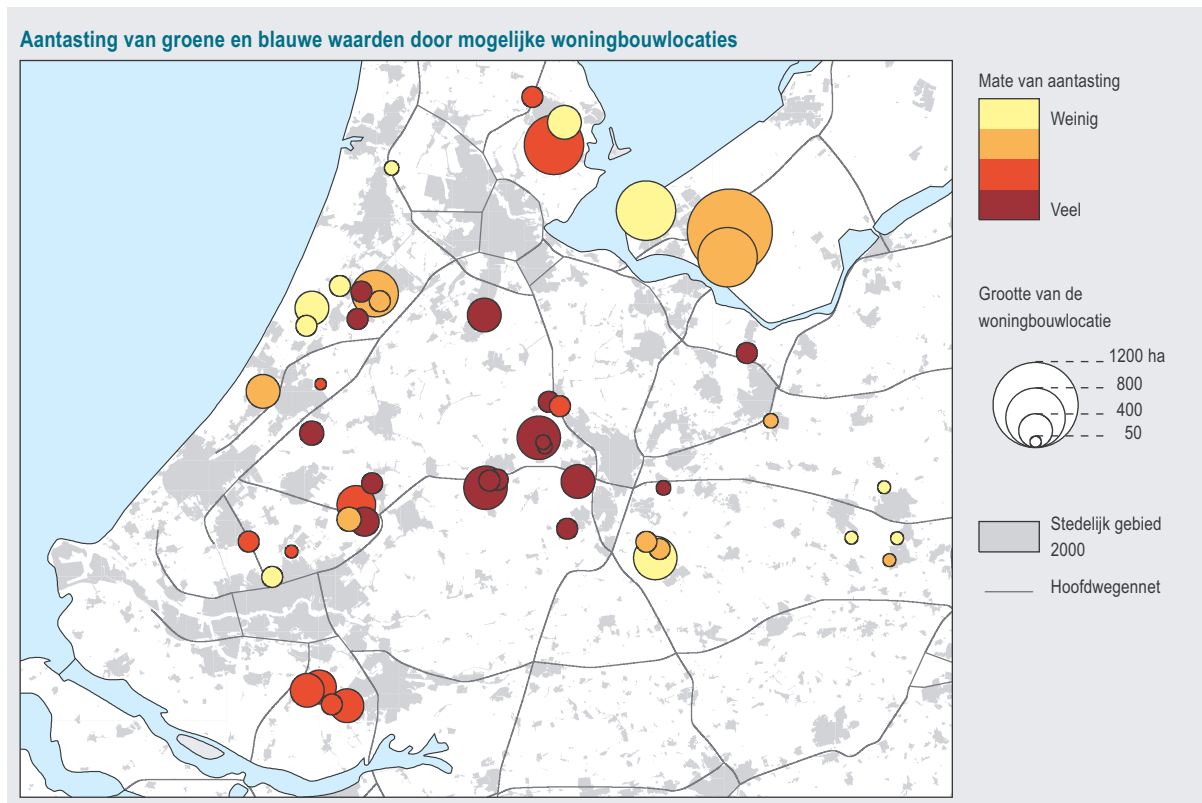 Aantasting van groene en blauwe waarden door mogelijke woningbouwlocaties
Mate van aantasting
Weinig
Veel
Grootte van de
woningbouwlocatie
1200 ha
800
400
50
Stedelijk gebied
2000
Hoofdwegennet